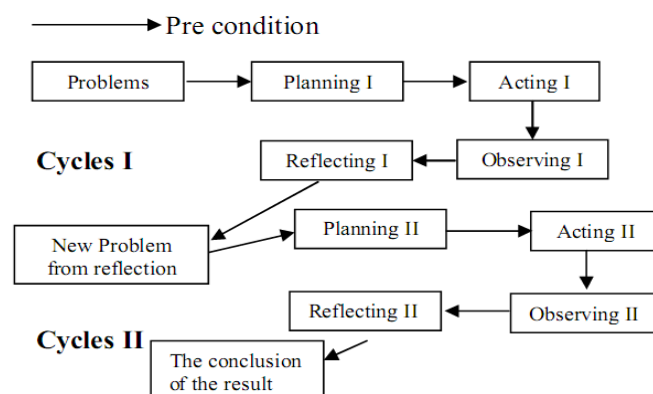 Pre condition
Problems
Planning I
Acting I
Cycles I
Reflecting I
Observing I
New Problem
from reflection
Planning II
Acting II
Reflecting II
Observing II
Cycles II
The conclusion
of the result